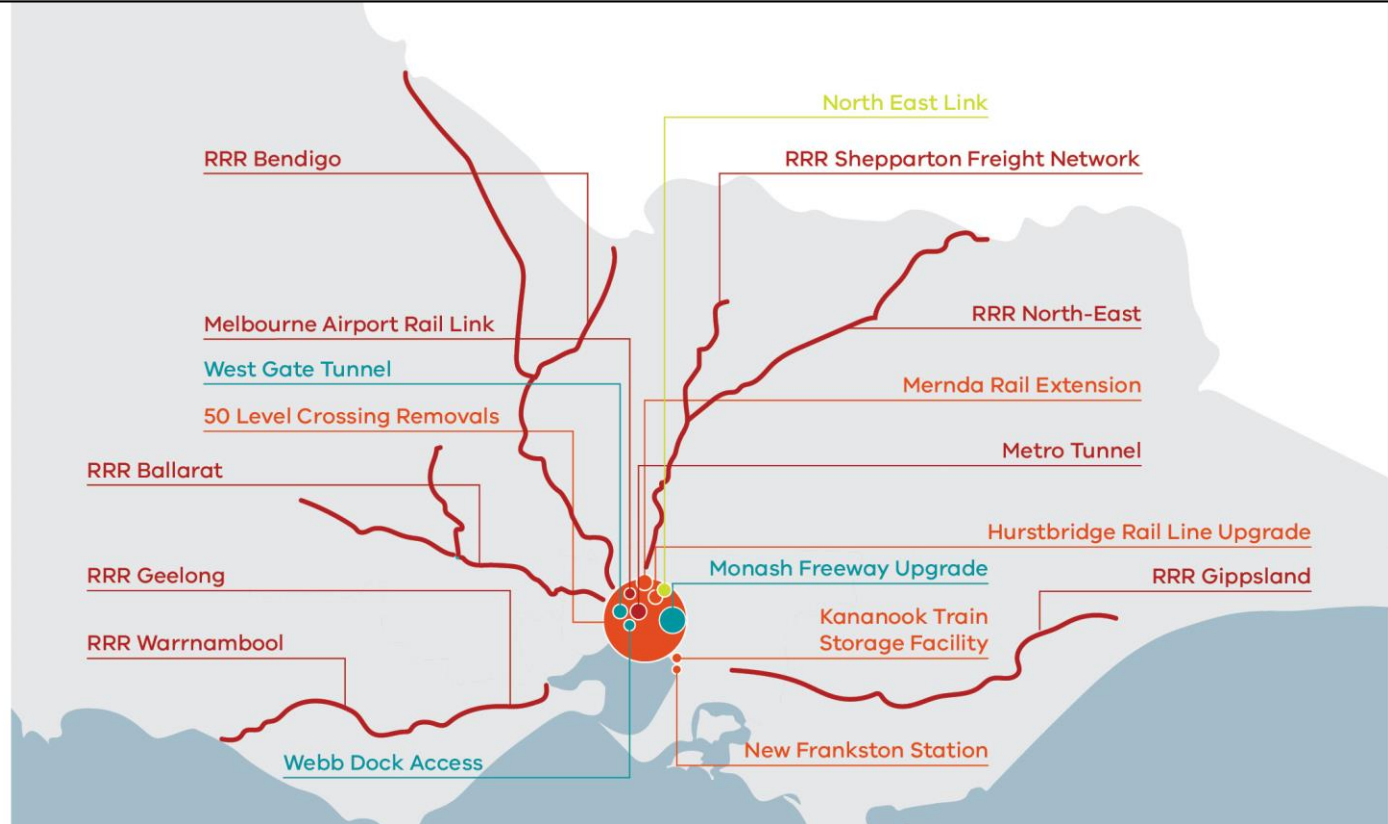 North East Link
RRR Bendigo
RRR Shepparton Freight Network
Melbourne Airport Rail Link
RRR North-East
West Gate Tunnel
Mernda Rail Extension
50 Level Crossing Removals
Metro Tunnel
RRR Ballarat
Hurstbridge Rail Line Upgrade
Monash Freeway Upgrade
RRR Geelong
RRR Gippsland
Kananook Train
Storage Facility
RRR Warrnambool
New Frankston Station
Webb Dock Access